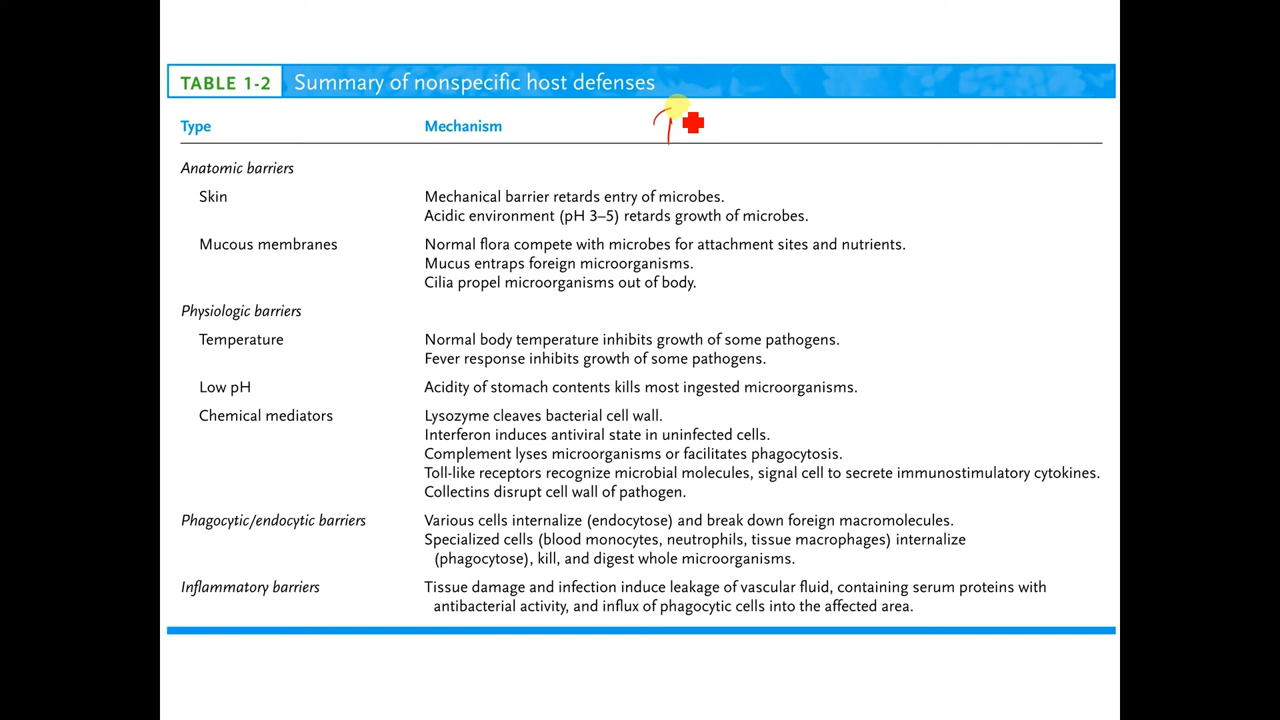 TABLE 1-2 Summary of nonspecific host defenses
Type Mechanism
Anatomic barriers
Skin Mechanical barrier retards entry of microbes.
Acidic environment (pH 3–5) retards growth of microbes.
Mucous membranes Normal flora compete with microbes for attachment sites and nutrients.
Mucus entraps foreign microorganisms.
Cilia propel microorganisms out of body.
Physiologic barriers
Temperature Normal body temperature inhibits growth of some pathogens.
Fever response inhibits growth of some pathogens.
Low pH Acidity of stomach contents kills most ingested microorganisms.
Chemical mediators Lysozyme cleaves bacterial cell wall.
Interferon induces antiviral state in uninfected cells.
Complement lyses microorganisms or facilitates phagocytosis.
Toll-like receptors recognize microbial molecules, signal cell to secrete immunostimulatory cytokines.
Collectins disrupt cell wall of pathogen.
Phagocytic/endocytic barriers Various cells internalize (endocytose) and break down foreign macromolecules.
Specialized cells (blood monocytes, neutrophils, tissue macrophages) internalize
(phagocytose), kill, and digest whole microorganisms.
Inflammatory barriers Tissue damage and infection induce leakage of vascular fluid, containing serum proteins with
antibacterial activity, and influx of phagocytic cells into the affected area.